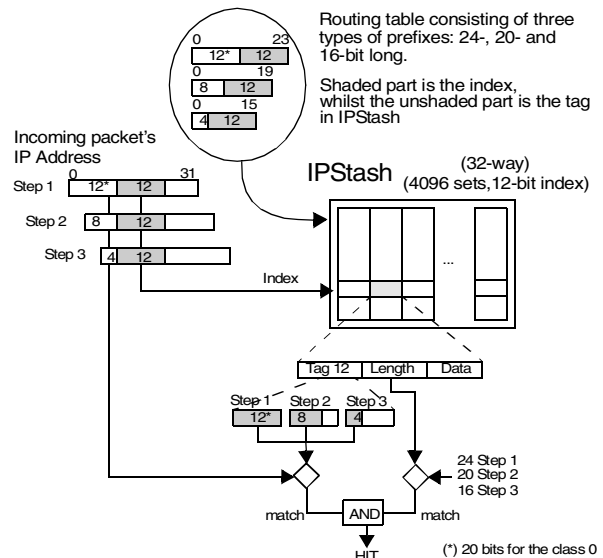 0 23
12* 12
0 19
8 12
0 15
4 12
Routing table consisting of three
types of prefixes: 24-, 20- and
16-bit long.
Shaded part is the index,
whilst the unshaded part is the tag
in IPStash
Incoming packet's
IP Address
0 31
Step 1 12* 12
Step 2 8 12
Step 3 4 12
IPStash
(32-way)
(4096 sets,12-bit index)
...
Index
Tag 12 Length Data
Step 1 Step 2 Step 3
12* 8 4
24 Step 1
20 Step 2
16 Step 3
match AND match
HIT
(*) 20 bits for the class 0